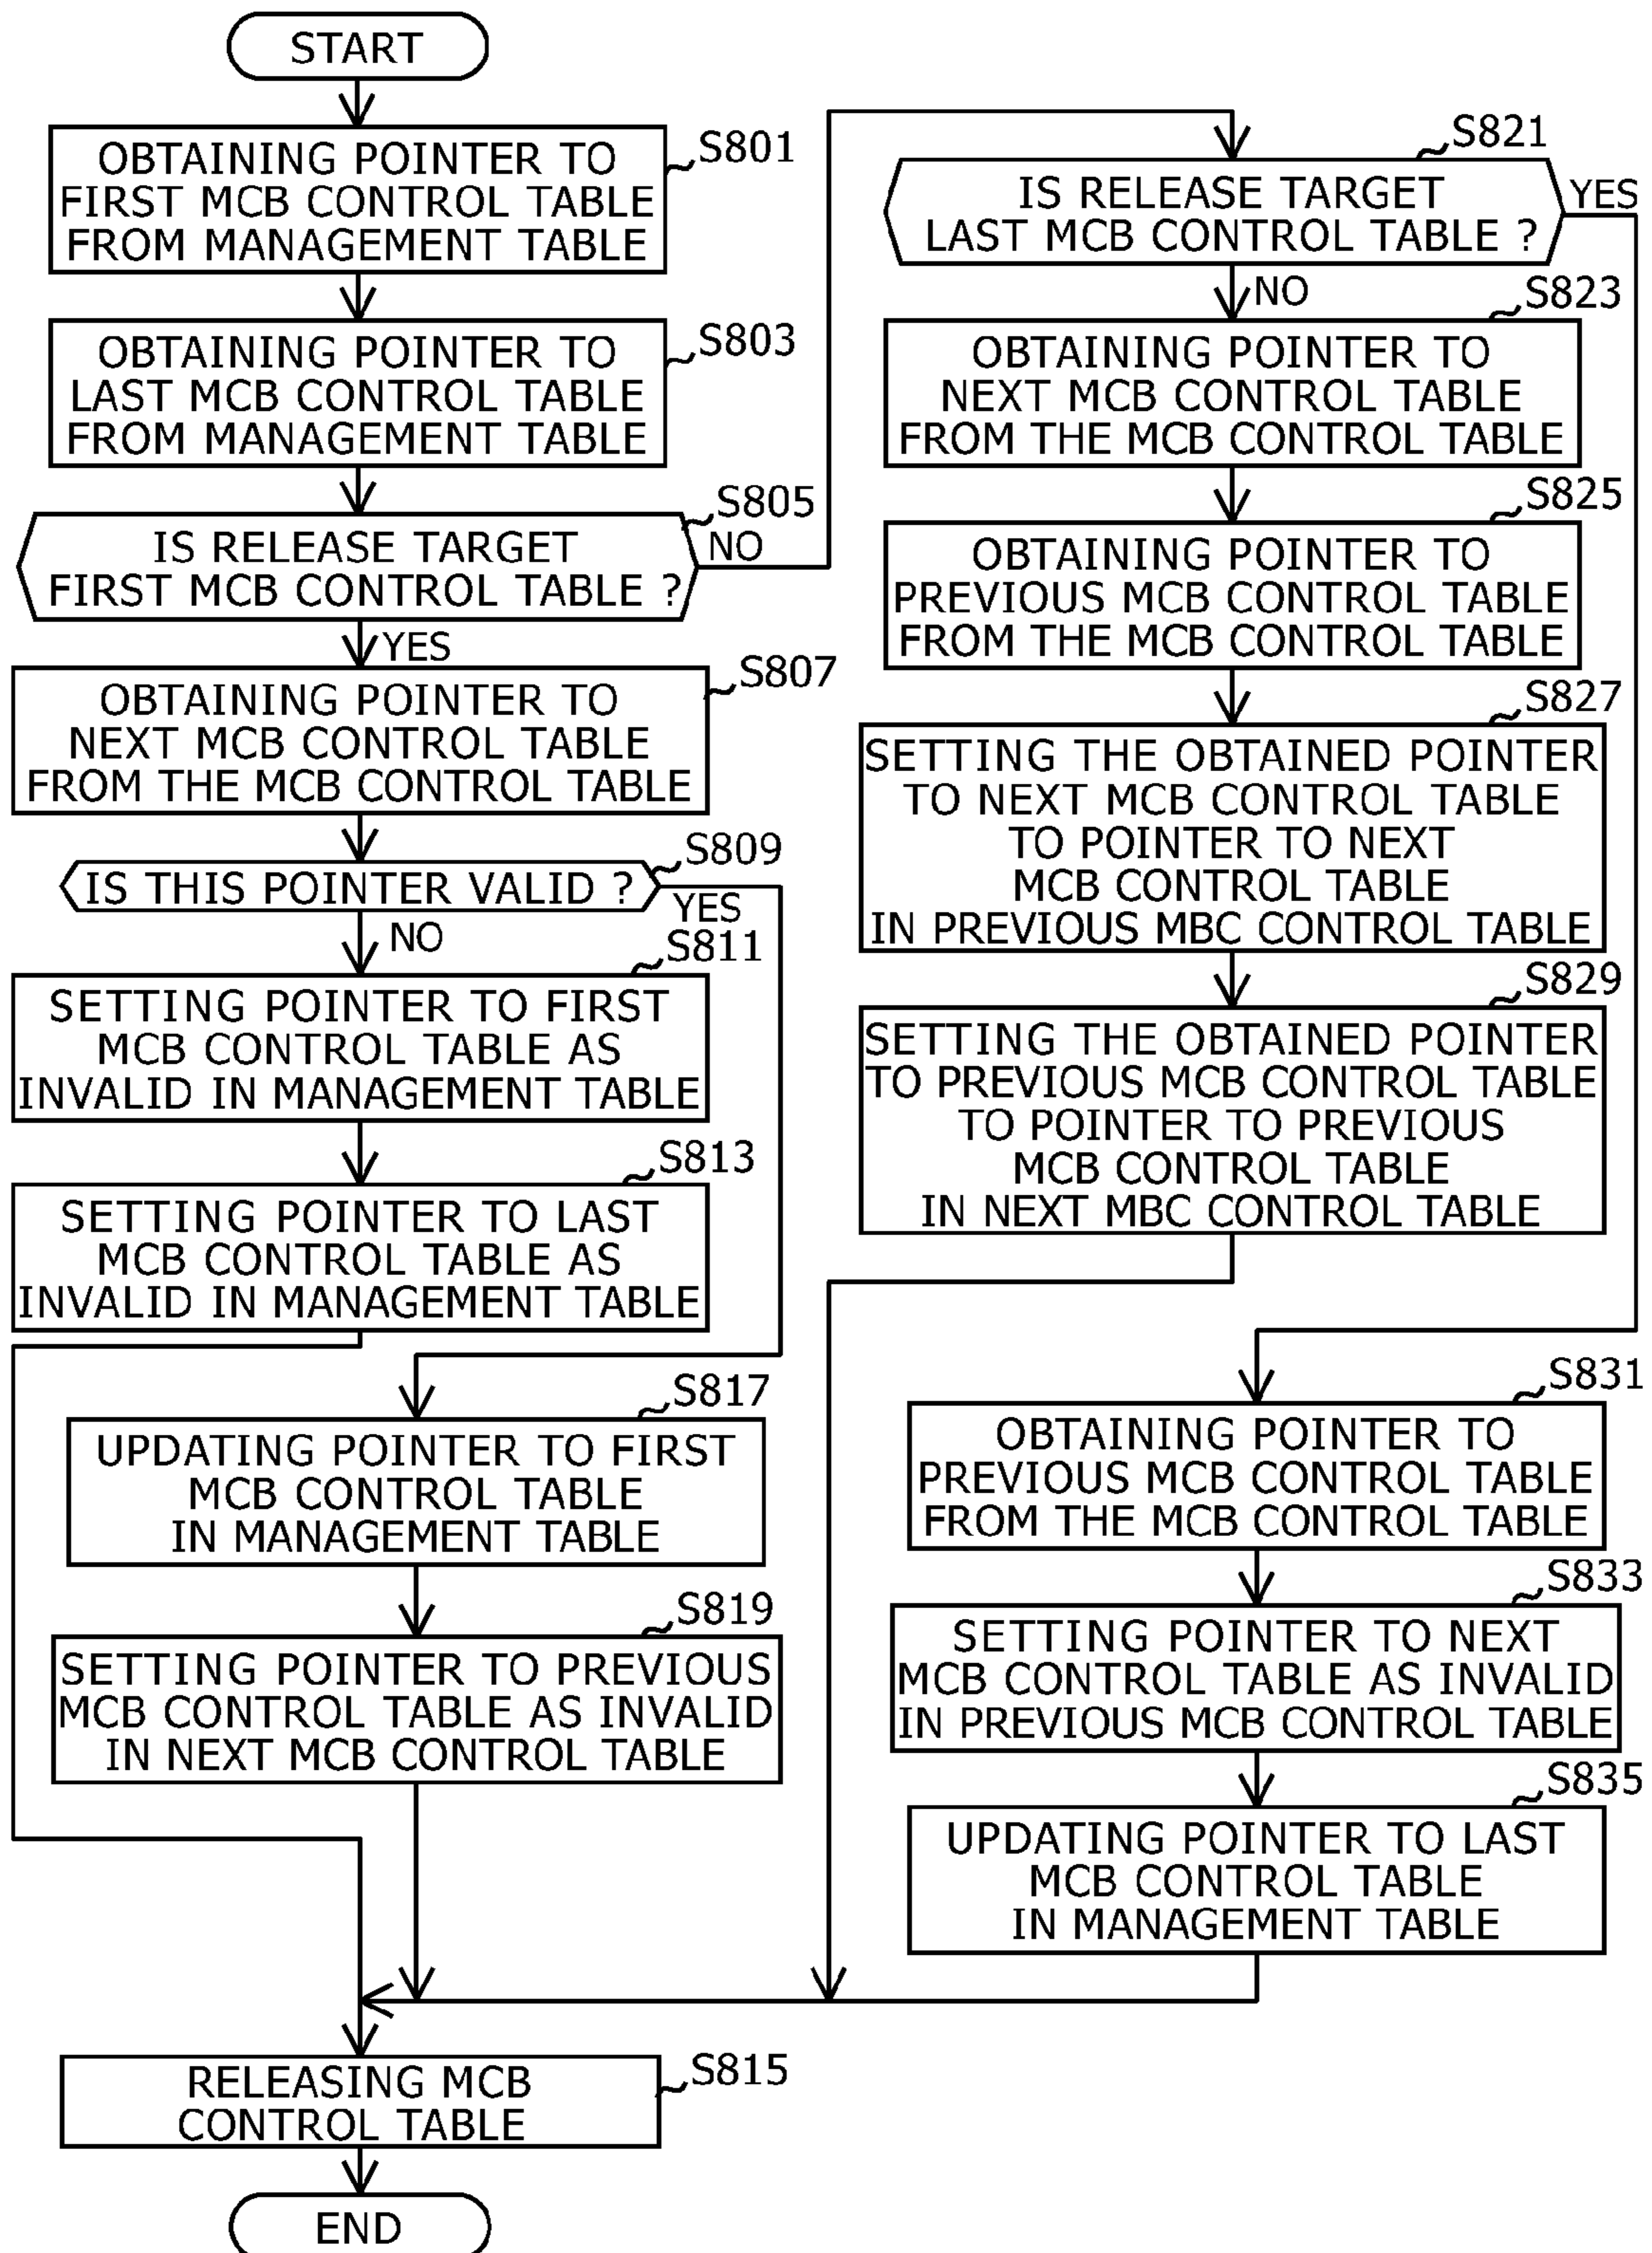 START
OBTAINING POINTER TO
FIRST MCB CONTROL TABLE
FROM MANAGEMENT TABLE
S801
OBTAINING POINTER TO
LAST MCB CONTROL TABLE
FROM MANAGEMENT TABLE
S803
IS RELEASE TARGET
FIRST MCB CONTROL TABLE ?
S805
NO
YES
OBTAINING POINTER TO
NEXT MCB CONTROL TABLE
FROM THE MCB CONTROL TABLE
S807
IS THIS POINTER VALID ?
S809
YES
NO
S811
SETTING POINTER TO FIRST
MCB CONTROL TABLE AS
INVALID IN MANAGEMENT TABLE
S813
SETTING POINTER TO LAST
MCB CONTROL TABLE AS
INVALID IN MANAGEMENT TABLE
S817
UPDATING POINTER TO FIRST
MCB CONTROL TABLE
IN MANAGEMENT TABLE
S819
SETTING POINTER TO PREVIOUS
MCB CONTROL TABLE AS INVALID
IN NEXT MCB CONTROL TABLE
S821
IS RELEASE TARGET
LAST MCB CONTROL TABLE ?
YES
NO
S823
OBTAINING POINTER TO
NEXT MCB CONTROL TABLE
FROM THE MCB CONTROL TABLE
S825
OBTAINING POINTER TO
PREVIOUS MCB CONTROL TABLE
FROM THE MCB CONTROL TABLE
S827
SETTING THE OBTAINED POINTER
TO NEXT MCB CONTROL TABLE
TO POINTER TO NEXT
MCB CONTROL TABLE
IN PREVIOUS MBC CONTROL TABLE
S829
SETTING THE OBTAINED POINTER
TO PREVIOUS MCB CONTROL TABLE
TO POINTER TO PREVIOUS
MCB CONTROL TABLE
IN NEXT MBC CONTROL TABLE
S831
OBTAINING POINTER TO
PREVIOUS MCB CONTROL TABLE
FROM THE MCB CONTROL TABLE
S833
SETTING POINTER TO NEXT
MCB CONTROL TABLE AS INVALID
IN PREVIOUS MCB CONTROL TABLE
S835
UPDATING POINTER TO LAST
MCB CONTROL TABLE
IN MANAGEMENT TABLE
RELEASING MCB
CONTROL TABLE
S815
END